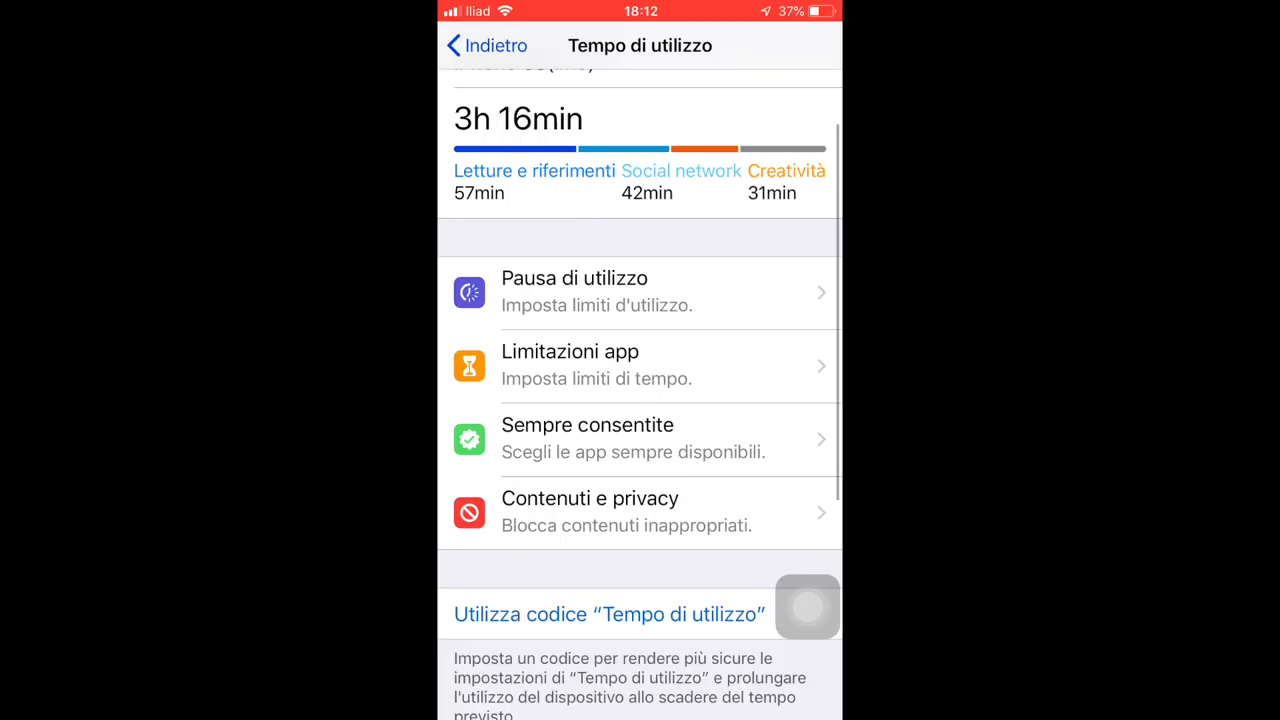 Iliad 18:12 37%
Indietro Tempo di utilizzo
3h 16min
Letture e riferimenti Social network Creatività
57min 42min 31min
Pausa di utilizzo
Imposta limiti d'utilizzo.
Limitazioni app
Imposta limiti di tempo.
Sempre consentite
Scegli le app sempre disponibili.
Contenuti e privacy
Blocca contenuti inappropriati.
Utilizza codice “Tempo di utilizzo”
Imposta un codice per rendere più sicure le
impostazioni di “Tempo di utilizzo” e prolungare
l'utilizzo del dispositivo allo scadere del tempo
previsto